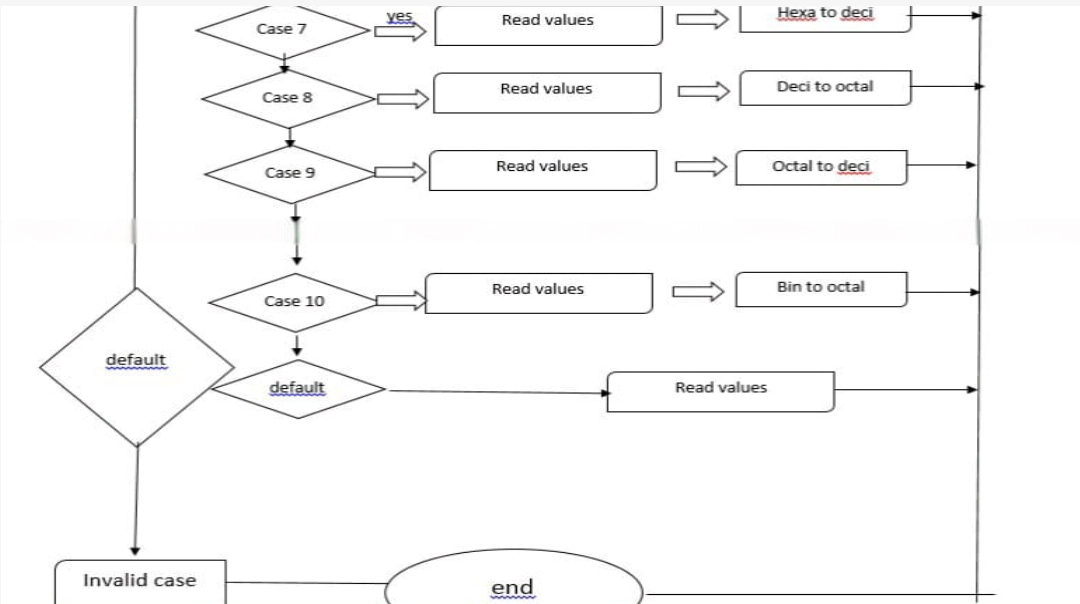 Case 7
yes
Read values
Hexa to deci
Case 8
Read values
Deci to octal
Case 9
Read values
Octal to deci
Case 10
Read values
Bin to octal
default
default
Read values
Invalid case
end